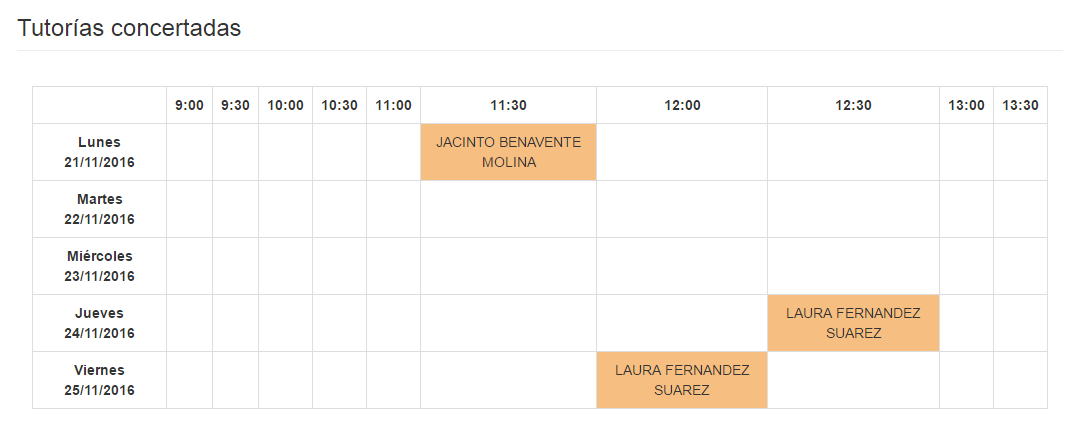 Tutorías concertadas
9:00 9:30 10:00 10:30 11:00 11:30 12:00 12:30 13:00 13:30
Lunes
21/11/2016
JACINTO BENAVENTE
MOLINA
Martes
22/11/2016
Miércoles
23/11/2016
Jueves
24/11/2016
LAURA FERNANDEZ
SUAREZ
Viernes
25/11/2016
LAURA FERNANDEZ
SUAREZ